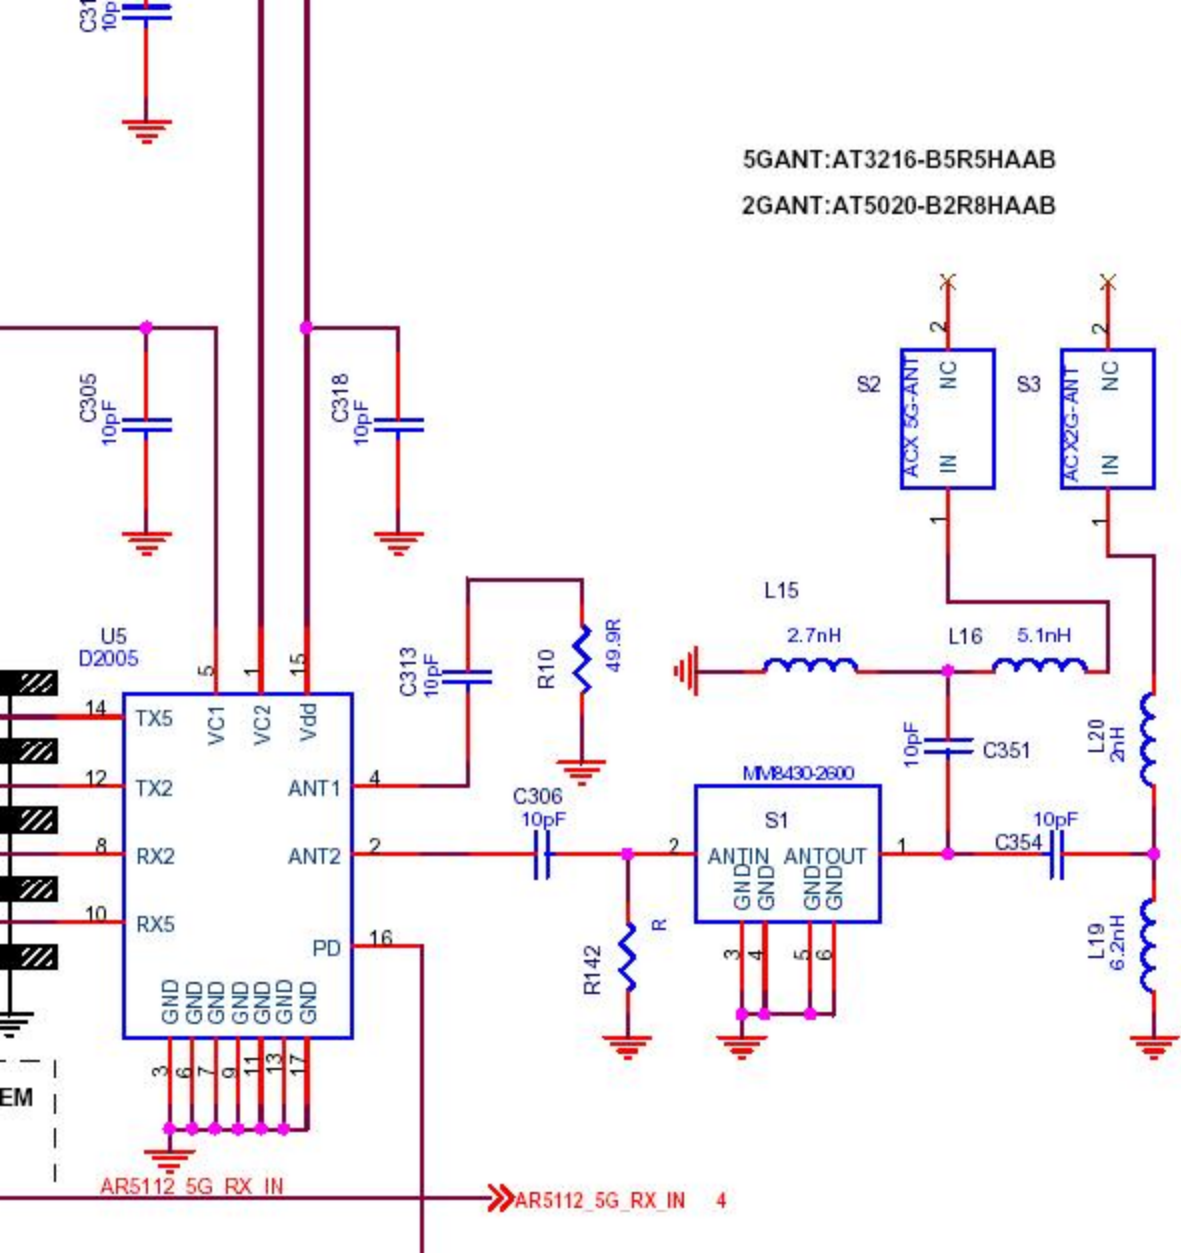 C31
10p
5GANT:AT3216-B5R5HAAB
2GANT:AT5020-B2R8HAAB
2
2
S2
ACX 5G-ANT
NC
IN
S3
ACX2G-ANT
NC
IN
C305
10pF
C318
10pF
1
1
L15
2.7nH
L16
5.1nH
U5
D2005
5
1
15
C313
10pF
R10
49.9R
14
TX5
VC1
VC2
Vdd
L20
2nH
10pF
C351
12
TX2
ANT1
4
MM8430-2600
C306
10pF
S1
10pF
C354
8
RX2
ANT2
2
2
ANTIN
ANTOUT
1
GND
GND
GND
GND
10
RX5
PD
16
R142
R
3
4
5
6
L19
6.2nH
GND
GND
GND
GND
GND
GND
GND
3
6
7
9
11
13
17
EM
AR5112_5G_RX_IN
AR5112_5G_RX_IN 4